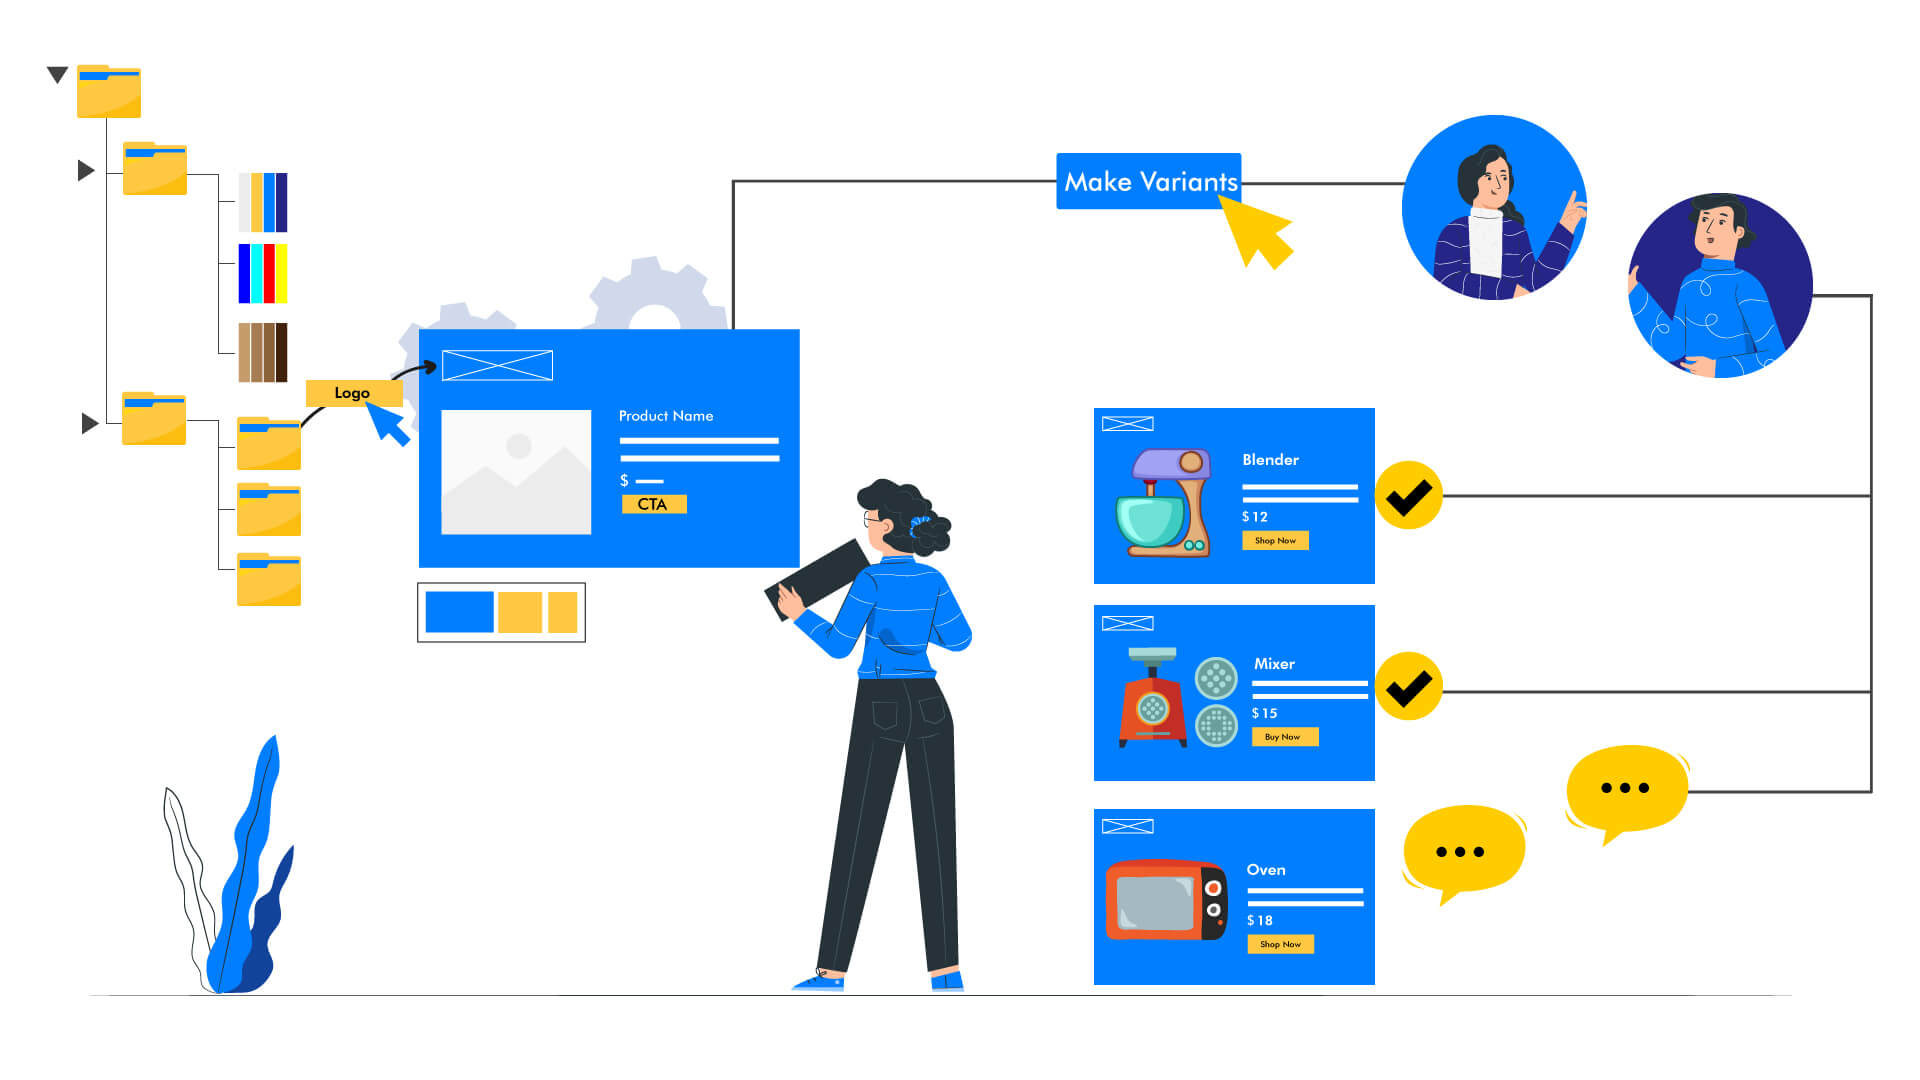 Make Variants
Logo
Product Name
$
CTA
Blender
$ 12
Shop Now
Mixer
$ 15
Buy Now
Oven
$ 18
Shop Now